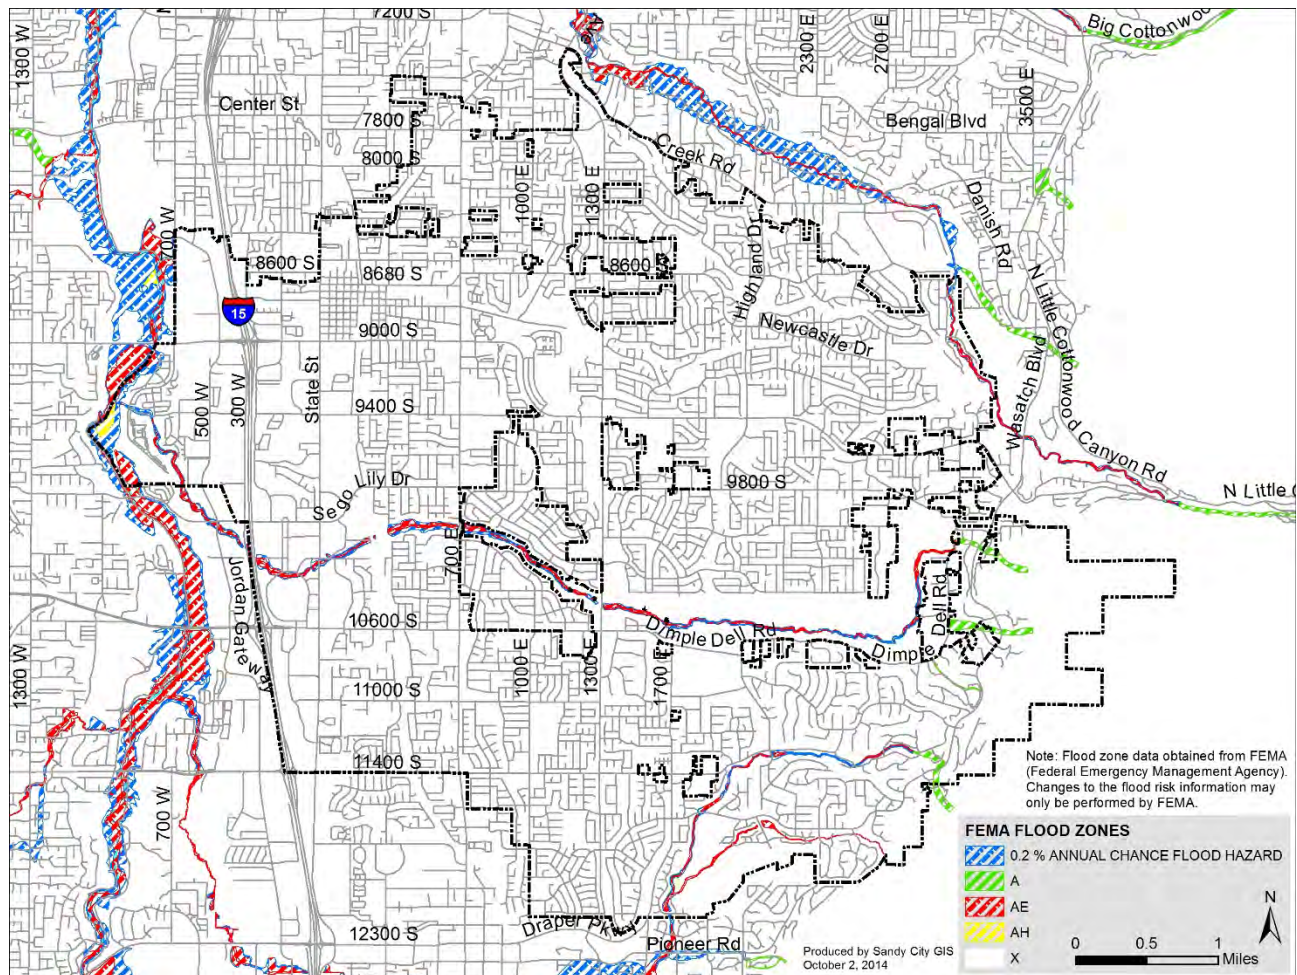 7200 S
Big Cottonwood
1300 W
2300 E
2700 E
3500 E
Center St
7800 S
Bengal Blvd
8000 S
Creek Rd
1000 E
1300 E
Danish Rd
700 W
Highland Dr
8600 S
8680 S
8600
N Little Cottonwood Canyon Rd
15
9000 S
Newcastle Dr
State St
Wasatch Blvd
500 W
300 W
9400 S
9800 S
Sego Lily Dr
N Little C
700 E
Jordan Gateway
10600 S
Dimple Dell Rd
Dimple Dell Rd
1300 W
1000 E
1300 E
1700 E
11000 S
11400 S
700 W
Note: Flood zone data obtained from FEMA
(Federal Emergency Management Agency).
Changes to the flood risk information may
only be performed by FEMA.
FEMA FLOOD ZONES
0.2 % ANNUAL CHANCE FLOOD HAZARD
A
AE
AH
X
N
0 0.5 1
Miles
Draper Pk
12300 S
Pioneer Rd
Produced by Sandy City GIS
October 2, 2014